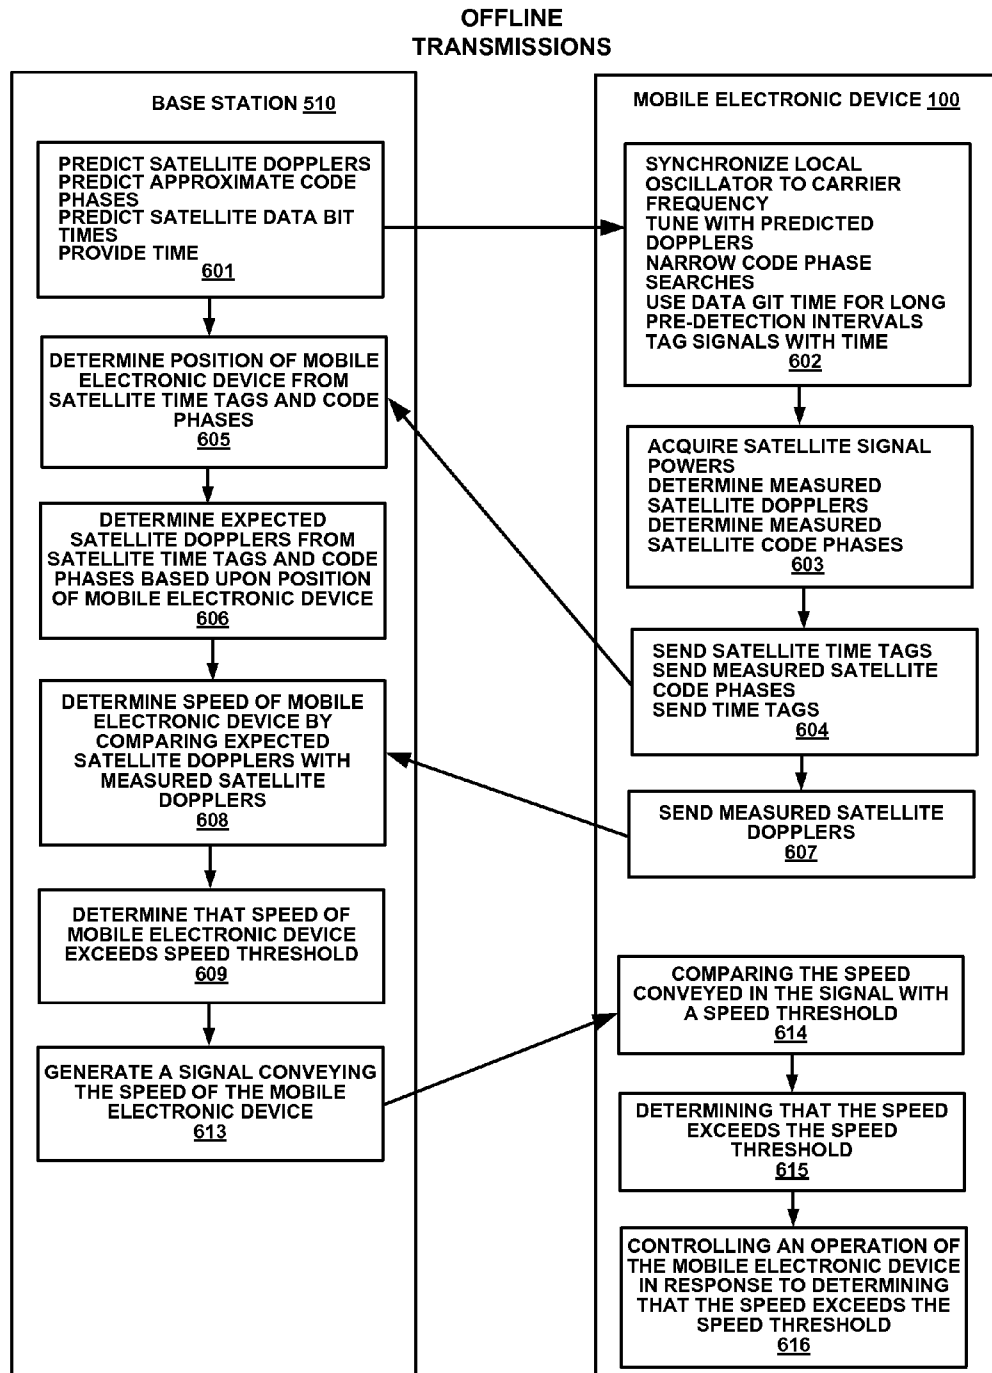 OFFLINE
TRANSMISSIONS
BASE STATION 510
PREDICT SATELLITE DOPPLERS
PREDICT APPROXIMATE CODE
PHASES
PREDICT SATELLITE DATA BIT
TIMES
PROVIDE TIME
601
DETERMINE POSITION OF MOBILE
ELECTRONIC DEVICE FROM
SATELLITE TIME TAGS AND CODE
PHASES
605
DETERMINE EXPECTED
SATELLITE DOPPLERS FROM
SATELLITE TIME TAGS AND CODE
PHASES BASED UPON POSITION
OF MOBILE ELECTRONIC DEVICE
606
DETERMINE SPEED OF MOBILE
ELECTRONIC DEVICE BY
COMPARING EXPECTED
SATELLITE DOPPLERS WITH
MEASURED SATELLITE
DOPPLERS
608
DETERMINE THAT SPEED OF
MOBILE ELECTRONIC DEVICE
EXCEEDS SPEED THRESHOLD
609
GENERATE A SIGNAL CONVEYING
THE SPEED OF THE MOBILE
ELECTRONIC DEVICE
613
MOBILE ELECTRONIC DEVICE 100
SYNCHRONIZE LOCAL
OSCILLATOR TO CARRIER
FREQUENCY
TUNE WITH PREDICTED
DOPPLERS
NARROW CODE PHASE
SEARCHES
USE DATA GIT TIME FOR LONG
PRE-DETECTION INTERVALS
TAG SIGNALS WITH TIME
602
ACQUIRE SATELLITE SIGNAL
POWERS
DETERMINE MEASURED
SATELLITE DOPPLERS
DETERMINE MEASURED
SATELLITE CODE PHASES
603
SEND SATELLITE TIME TAGS
SEND MEASURED SATELLITE
CODE PHASES
SEND TIME TAGS
604
SEND MEASURED SATELLITE
DOPPLERS
607
COMPARING THE SPEED
CONVEYED IN THE SIGNAL WITH
A SPEED THRESHOLD
614
DETERMINING THAT THE SPEED
EXCEEDS THE SPEED
THRESHOLD
615
CONTROLLING AN OPERATION OF
THE MOBILE ELECTRONIC DEVICE
IN RESPONSE TO DETERMINING
THAT THE SPEED EXCEEDS THE
SPEED THRESHOLD
616